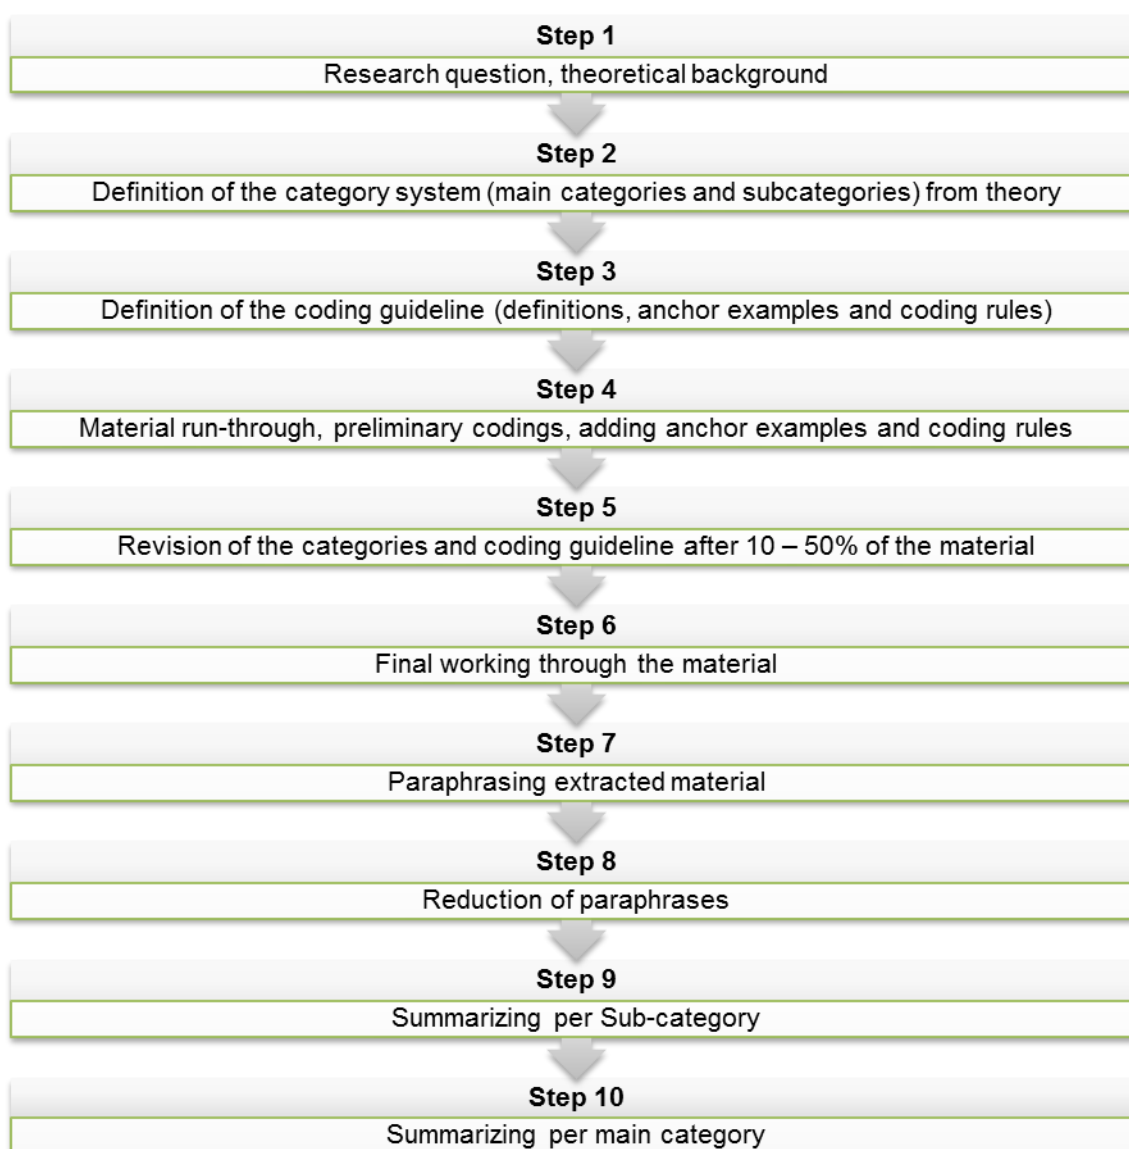 Step 1
Research question, theoretical background
Step 2
Definition of the category system (main categories and subcategories) from theory
Step 3
Definition of the coding guideline (definitions, anchor examples and coding rules)
Step 4
Material run-through, preliminary codings, adding anchor examples and coding rules
Step 5
Revision of the categories and coding guideline after 10 – 50% of the material
Step 6
Final working through the material
Step 7
Paraphrasing extracted material
Step 8
Reduction of paraphrases
Step 9
Summarizing per Sub-category
Step 10
Summarizing per main category